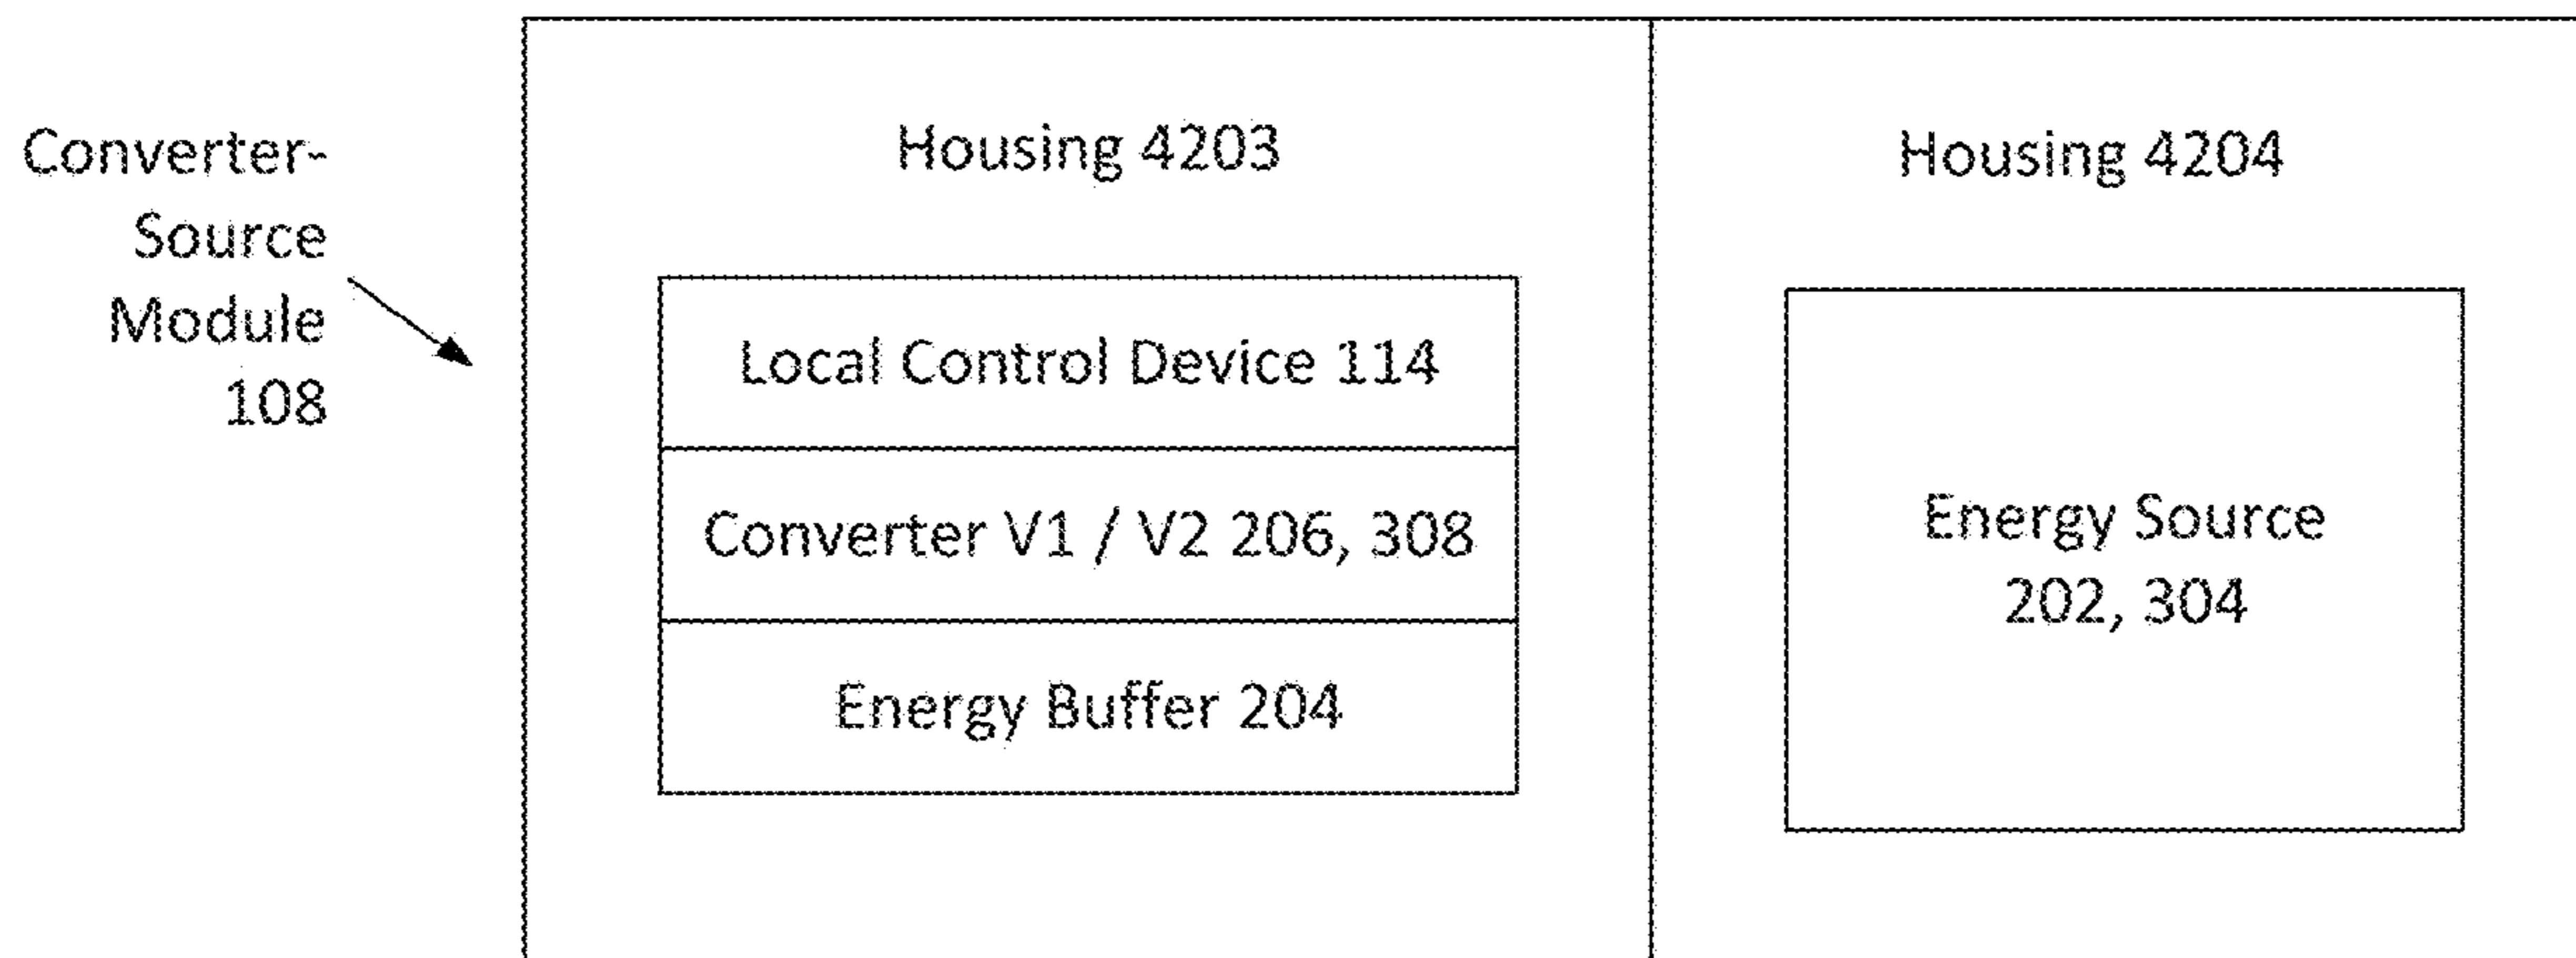 Converter-
Source
Module
108
Housing 4203
Local Control Device 114
Converter V1 / V2 206, 308
Energy Buffer 204
Housing 4204
Energy Source
202, 304